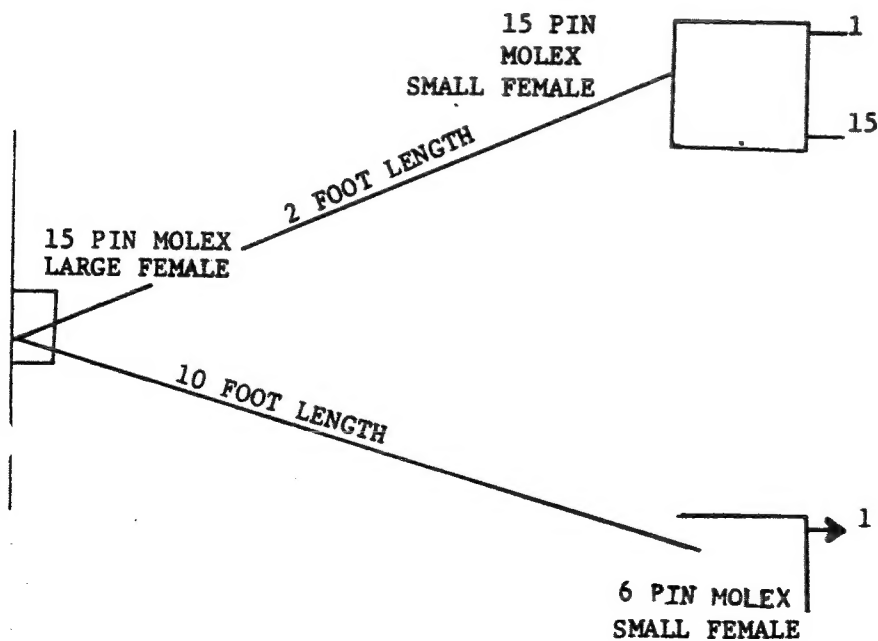 15 PIN
MOLEX
SMALL FEMALE
1
15
2 FOOT LENGTH
15 PIN MOLEX
LARGE FEMALE
10 FOOT LENGTH
1
6 PIN MOLEX
SMALL FEMALE